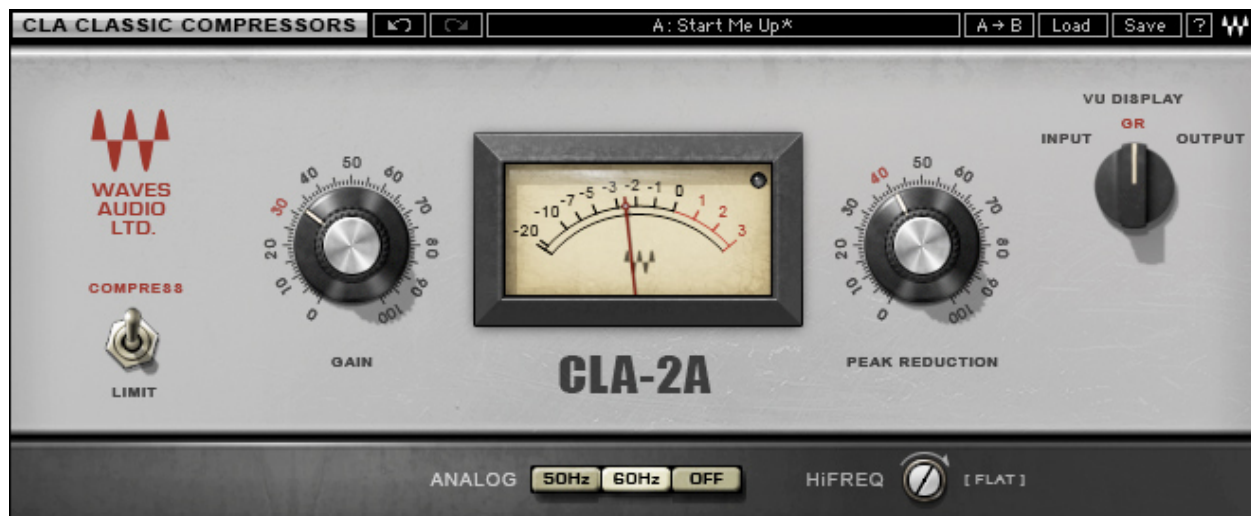 CLA CLASSIC COMPRESSORS A: Start Me Up* A→B Load Save ?
VU DISPLAY
INPUT GR OUTPUT
WAVES
AUDIO
LTD.
COMPRESS
LIMIT
0 10 20 30 40 50 60 70 80 90 100
GAIN
-20 -10 -7 -5 -3 -2 -1 0 1 2 3
CLA-2A
0 10 20 30 40 50 60 70 80 90 100
PEAK REDUCTION
ANALOG 50Hz 60Hz OFF HiFREQ [FLAT]